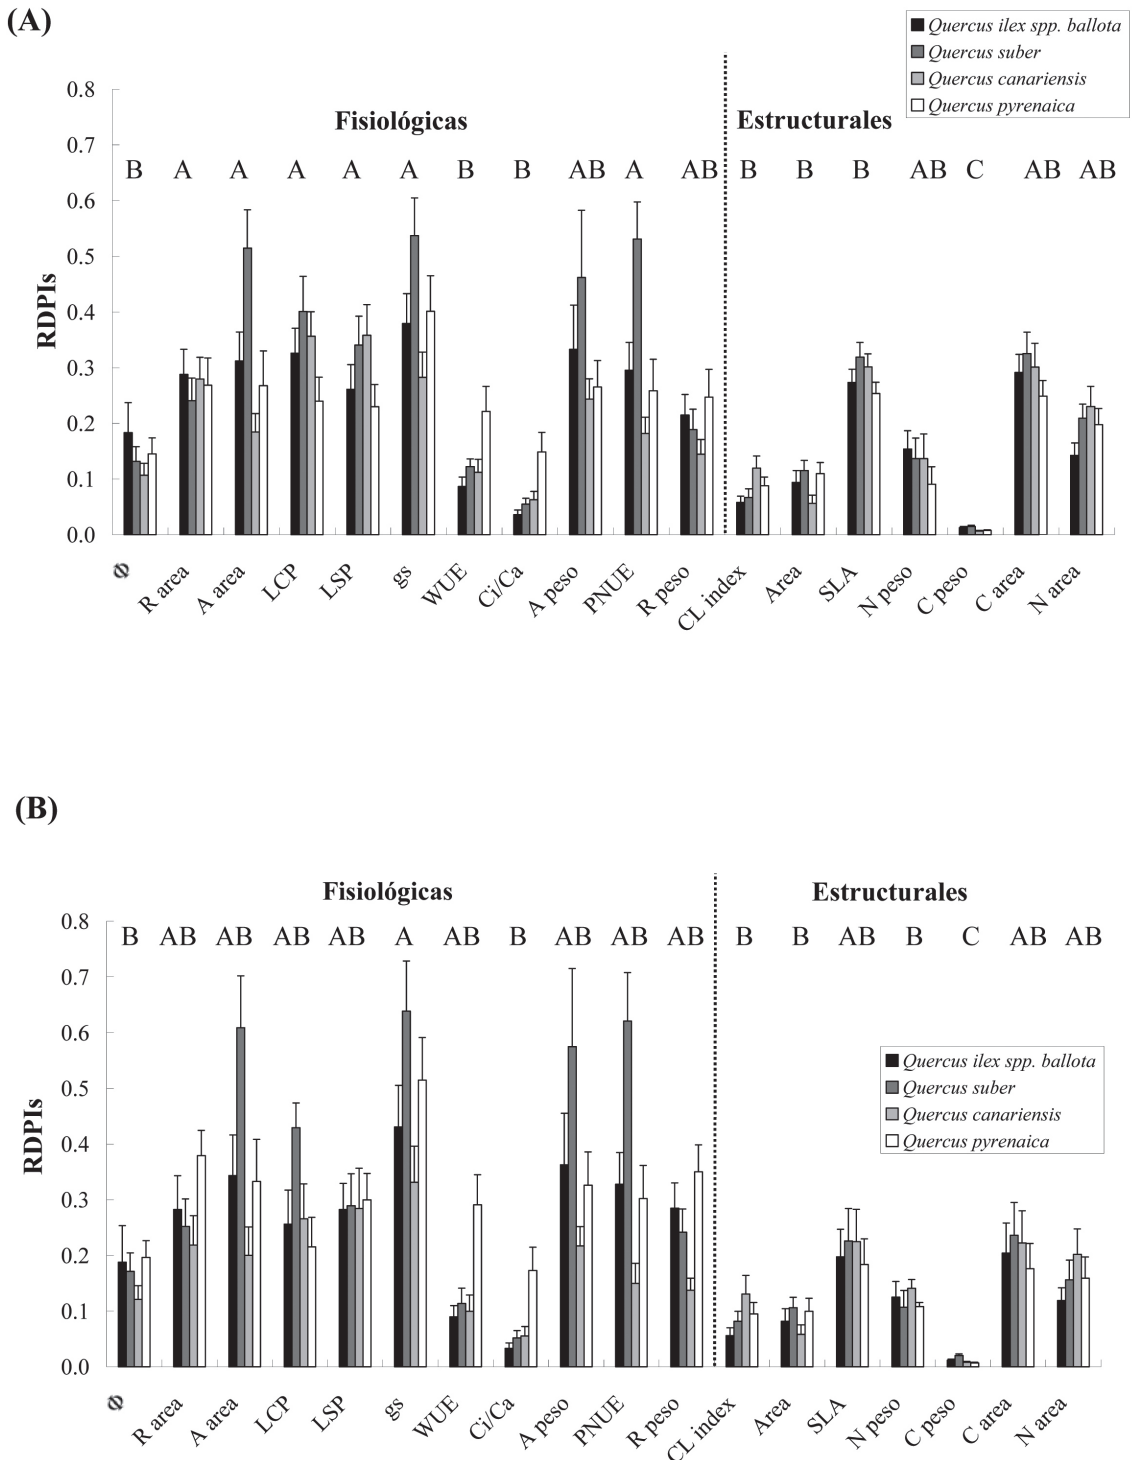 (A)
Quercus ilex spp. ballota
Quercus suber
Quercus canariensis
Quercus pyrenaica
Fisiológicas
Estructurales
B A A A A A B B AB A AB B B B AB C AB AB
RDPIs
0.8
0.7
0.6
0.5
0.4
0.3
0.2
0.1
0.0
Φ
R area
A area
LCP
LSP
gs
WUE
Ci/Ca
A peso
PNUE
R peso
CL index
Area
SLA
N peso
C peso
C area
N area
(B)
Fisiológicas
Estructurales
B AB AB AB AB A AB B AB AB AB B B AB B C AB AB
RDPIs
0.8
0.7
0.6
0.5
0.4
0.3
0.2
0.1
0.0
Quercus ilex spp. ballota
Quercus suber
Quercus canariensis
Quercus pyrenaica
Φ
R area
A area
LCP
LSP
gs
WUE
Ci/Ca
A peso
PNUE
R peso
CL index
Area
SLA
N peso
C peso
C area
N area